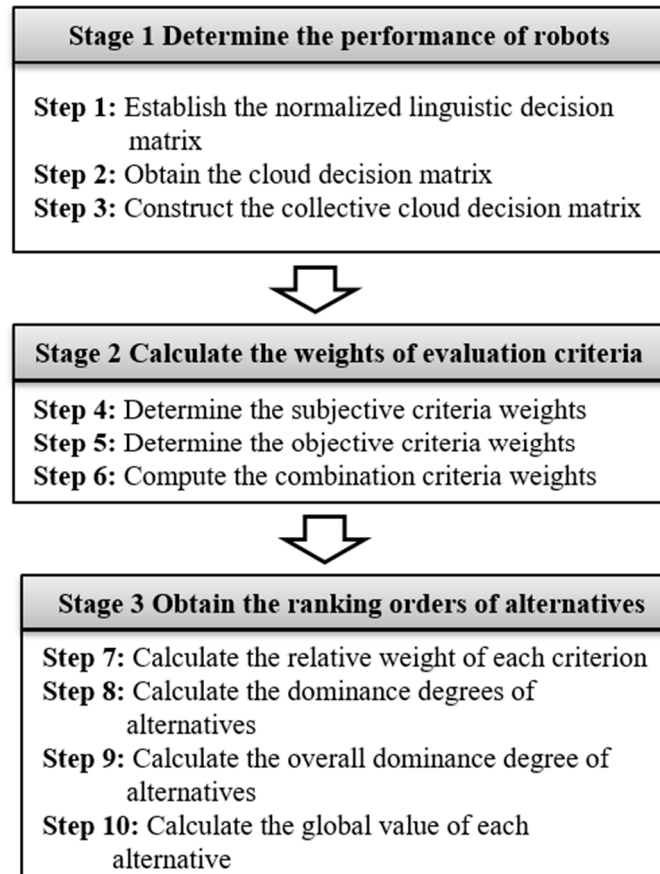 Stage 1 Determine the performance of robots
Step 1: Establish the normalized linguistic decision
matrix
Step 2: Obtain the cloud decision matrix
Step 3: Construct the collective cloud decision matrix
Stage 2 Calculate the weights of evaluation criteria
Step 4: Determine the subjective criteria weights
Step 5: Determine the objective criteria weights
Step 6: Compute the combination criteria weights
Stage 3 Obtain the ranking orders of alternatives
Step 7: Calculate the relative weight of each criterion
Step 8: Calculate the dominance degrees of
alternatives
Step 9: Calculate the overall dominance degree of
alternatives
Step 10: Calculate the global value of each
alternative